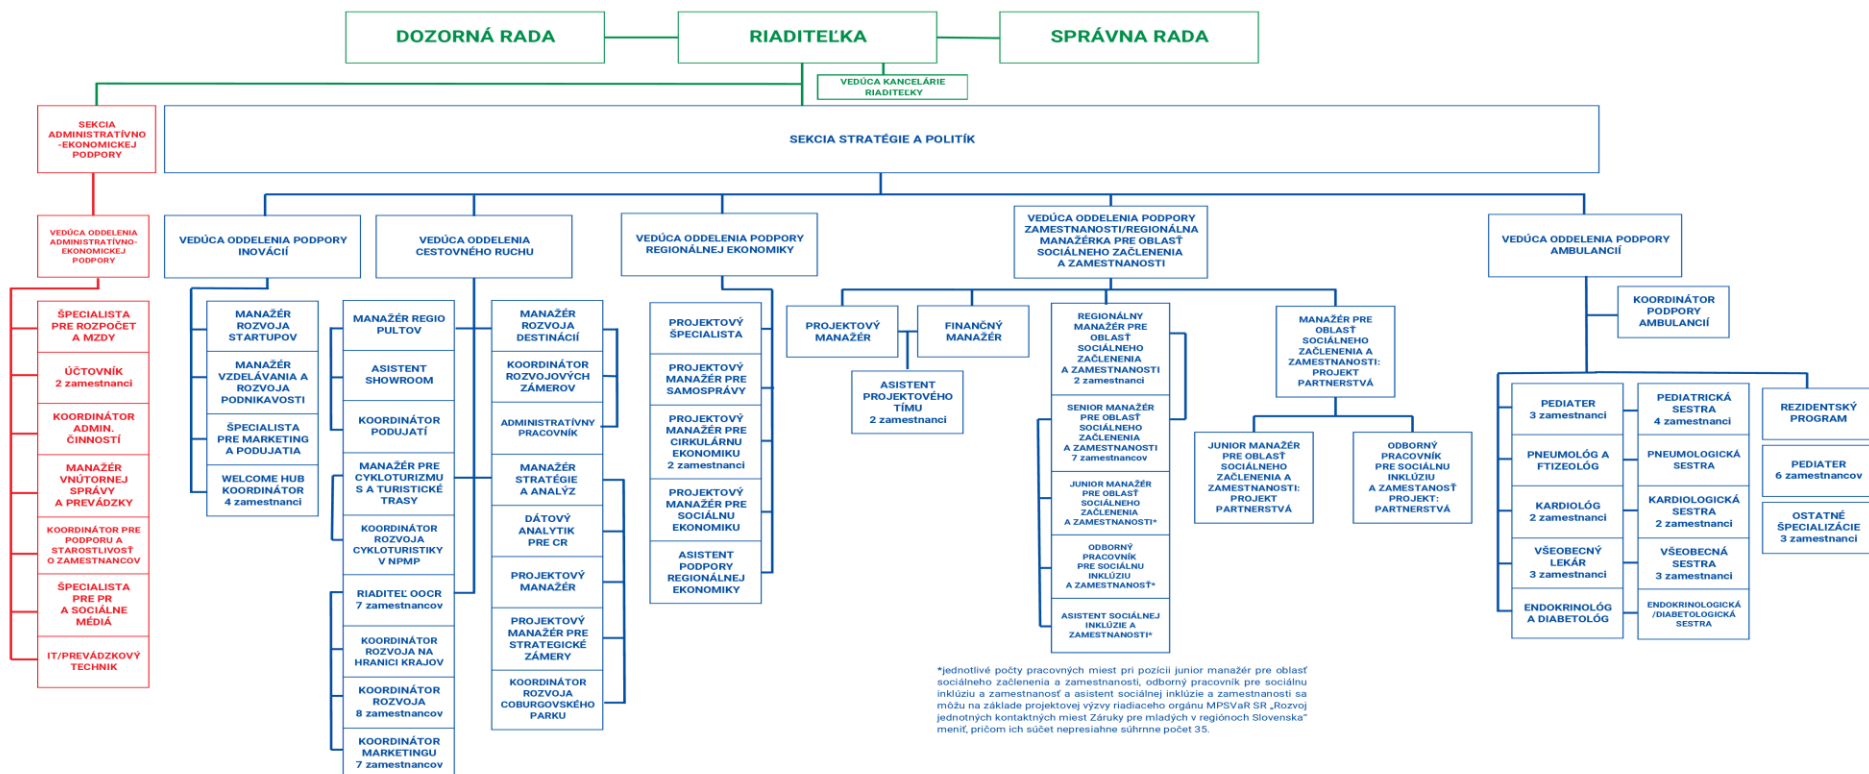 DOZORNÁ RADA
RIADITEĽKA
SPRÁVNA RADA
VEDÚCA KANCELÁRIE
RIADITEĽKY
SEKCIA
ADMINISTRATÍVNO
-EKONOMICKEJ
PODPORY
SEKCIA STRATÉGIE A POLITÍK
VEDÚCA ODDELENIA
ADMINISTRATÍVNO-
EKONOMICKEJ
PODPORY
VEDÚCA ODDELENIA PODPORY
INOVÁCIÍ
VEDÚCA ODDELENIA
CESTOVNÉHO RUCHU
VEDÚCA ODDELENIA PODPORY
REGIONÁLNEJ EKONOMIKY
VEDÚCA ODDELENIA PODPORY
ZAMESTNANOSTI/REGIONÁLNA
MANAŽÉRKA PRE OBLASŤ
SOCIÁLNEHO ZAČLENENIA
A ZAMESTNANOSTI
VEDÚCA ODDELENIA PODPORY
AMBULANCIÍ
ŠPECIALISTA
PRE ROZPOČET
A MZDY
ÚČTOVNÍK
2 zamestnanci
KOORDINÁTOR
ADMIN.
ČINNOSTÍ
MANAŽÉR
VNÚTORNEJ
SPRÁVY
A PREVÁDZKY
KOORDINÁTOR PRE
PODPORU A
STAROSTLIVOSŤ
O ZAMESTNANCOV
ŠPECIALISTA
PRE PR
A SOCIÁLNE
MÉDIÁ
IT/PREVÁDZKOVÝ
TECHNIK
MANAŽÉR
ROZVOJA
STARTUPOV
MANAŽÉR
VZDELÁVANIA A
ROZVOJA
PODNIKAVOSTI
ŠPECIALISTA
PRE MARKETING
A PODUJATIA
WELCOME HUB
KOORDINÁTOR
4 zamestnanci
MANAŽÉR REGIO
PULTOV
ASISTENT
SHOWROOM
KOORDINÁTOR
PODUJATÍ
MANAŽÉR PRE
CYKLOTURIZMU
S A TURISTICKÉ
TRASY
KOORDINÁTOR
ROZVOJA
CYKLOTURISTIKY
V NPMP
RIADITEĽ OOCR
7 zamestnancov
KOORDINÁTOR
ROZVOJA NA
HRANICI KRAJOV
KOORDINÁTOR
ROZVOJA
8 zamestnancov
KOORDINÁTOR
MARKETINGU
7 zamestnancov
MANAŽÉR
ROZVOJA
DESTINÁCIÍ
KOORDINÁTOR
ROZVOJOVÝCH
ZÁMEROV
ADMINISTRATÍVNY
PRACOVNÍK
MANAŽÉR
STRATÉGIE
A ANALÝZ
DÁTOVÝ
ANALYTIK
PRE CR
PROJEKTOVÝ
MANAŽÉR
PROJEKTOVÝ
MANAŽÉR PRE
STRATEGICKÉ
ZÁMERY
KOORDINÁTOR
ROZVOJA
COBURGOVSKÉHO
PARKU
PROJEKTOVÝ
ŠPECIALISTA
PROJEKTOVÝ
MANAŽÉR PRE
SAMOSPRÁVY
PROJEKTOVÝ
MANAŽÉR PRE
CIRKULÁRNU
EKONOMIKU
2 zamestnanci
PROJEKTOVÝ
MANAŽÉR PRE
SOCIÁLNU
EKONOMIKU
ASISTENT
PODPORY
REGIONÁLNEJ
EKONOMIKY
PROJEKTOVÝ
MANAŽÉR
FINANČNÝ
MANAŽÉR
ASISTENT
PROJEKTOVÉHO
TÍMU
2 zamestnanci
REGIONÁLNY
MANAŽÉR PRE
OBLASŤ
SOCIÁLNEHO
ZAČLENENIA
A ZAMESTNANOSTI
2 zamestnanci
SENIOR MANAŽÉR
PRE OBLASŤ
SOCIÁLNEHO
ZAČLENENIA
A ZAMESTNANOSTI
7 zamestnancov
JUNIOR MANAŽÉR
PRE OBLASŤ
SOCIÁLNEHO
ZAČLENENIA
A ZAMESTNANOSTI*
ODBORNÝ
PRACOVNÍK
PRE SOCIÁLNU
INKLÚZIU
A ZAMESTNANOSŤ*
ASISTENT SOCIÁLNEJ
INKLÚZIE A
ZAMESTNANOSTI*
MANAŽÉR PRE
OBLASŤ
SOCIÁLNEHO
ZAČLENENIA A
ZAMESTNANOSTI:
PROJEKT
PARTNERSTVÁ
JUNIOR MANAŽÉR
PRE OBLASŤ
SOCIÁLNEHO
ZAČLENENIA A
ZAMESTNANOSTI:
PROJEKT
PARTNERSTVÁ
ODBORNÝ
PRACOVNÍK
PRE SOCIÁLNU
INKLÚZIU
A ZAMESTANOSŤ
PROJEKT:
PARTNERSTVÁ
*jednotlivé počty pracovných miest pri pozícii junior manažér pre oblasť
sociálneho začlenenia a zamestnanosti, odborný pracovník pre sociálnu
inklúziu a zamestnanosť a asistent sociálnej inklúzie a zamestnanosti sa
môžu na základe projektovej výzvy riadiaceho orgánu MPSVaR SR „Rozvoj
jednotných kontaktných miest Záruky pre mladých v regiónoch Slovenska"
meniť, pričom ich súčet nepresiahne súhrnne počet 35.
KOORDINÁTOR
PODPORY
AMBULANCIÍ
PEDIATER
3 zamestnanci
PEDIATRICKÁ
SESTRA
4 zamestnanci
PNEUMOLÓG A
FTIZEOLÓG
PNEUMOLOGICKÁ
SESTRA
KARDIOLÓG
2 zamestnanci
KARDIOLOGICKÁ
SESTRA
2 zamestnanci
VŠEOBECNÝ
LEKÁR
3 zamestnanci
VŠEOBECNÁ
SESTRA
3 zamestnanci
ENDOKRINOLÓG
A DIABETOLÓG
ENDOKRINOLOGICKÁ
/DIABETOLOGICKÁ
SESTRA
REZIDENTSKÝ
PROGRAM
PEDIATER
6 zamestnancov
OSTATNÉ
ŠPECIALIZÁCIE
3 zamestnanci